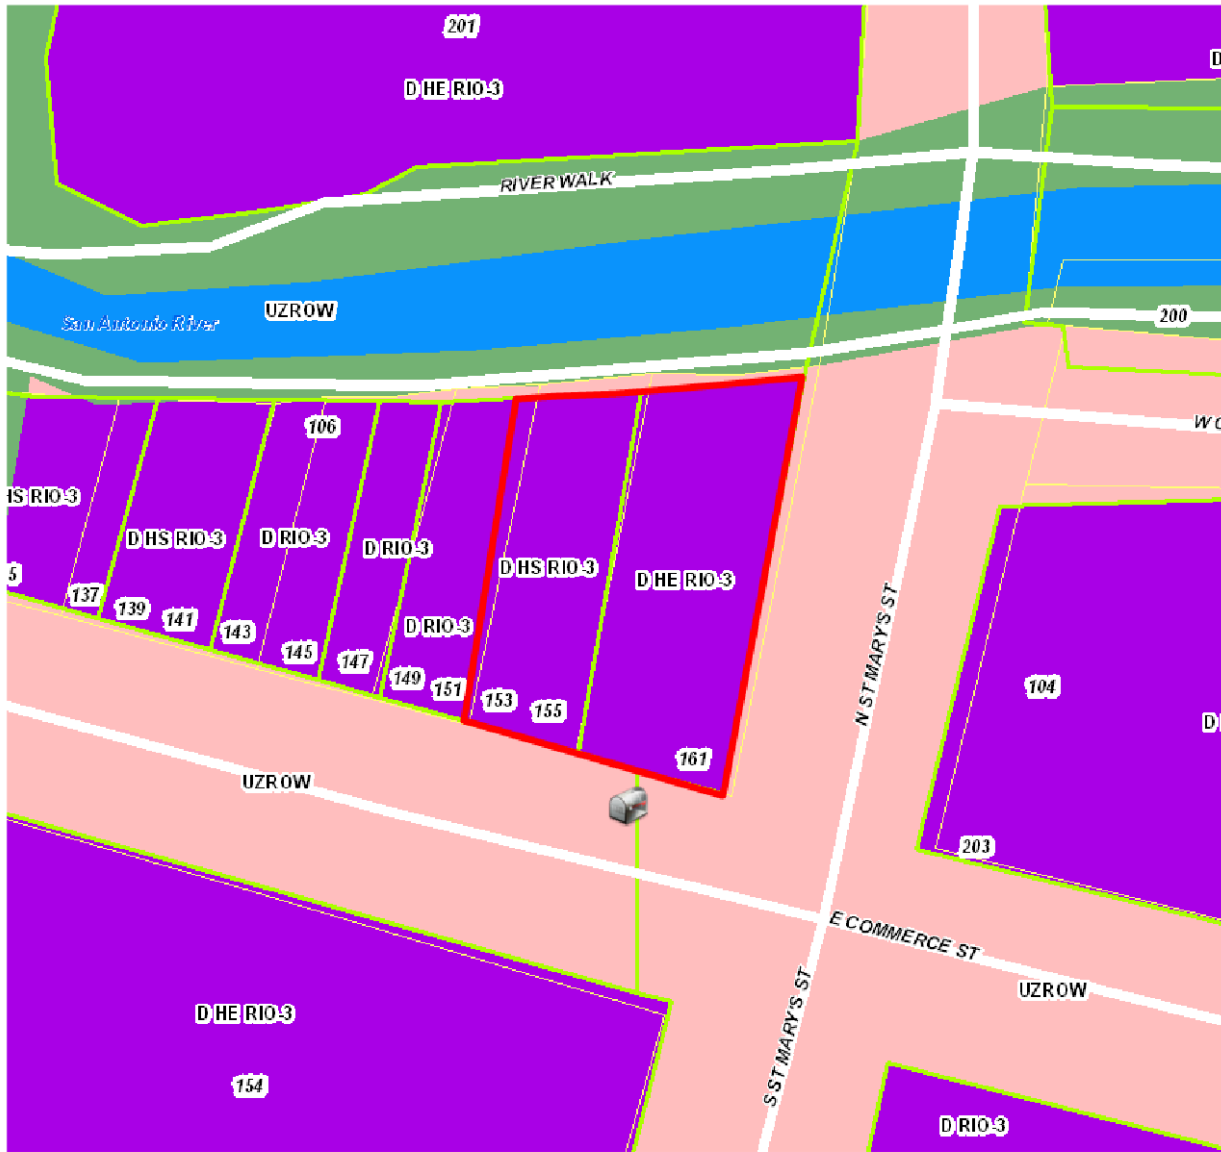 201
D HE RIO-3
D
RIVER WALK
UZROW
San Antonio River
200
W C
106
HS RIO-3
D HS RIO-3
D RIO-3
D RIO-3
D HS RIO-3
D HE RIO-3
5
137
139
141
143
145
147
149
151
D RIO-3
153
155
161
N ST MARY'S ST
104
D
203
UZROW
E COMMERCE ST
UZROW
S ST MARY'S ST
D HE RIO-3
154
D RIO-3